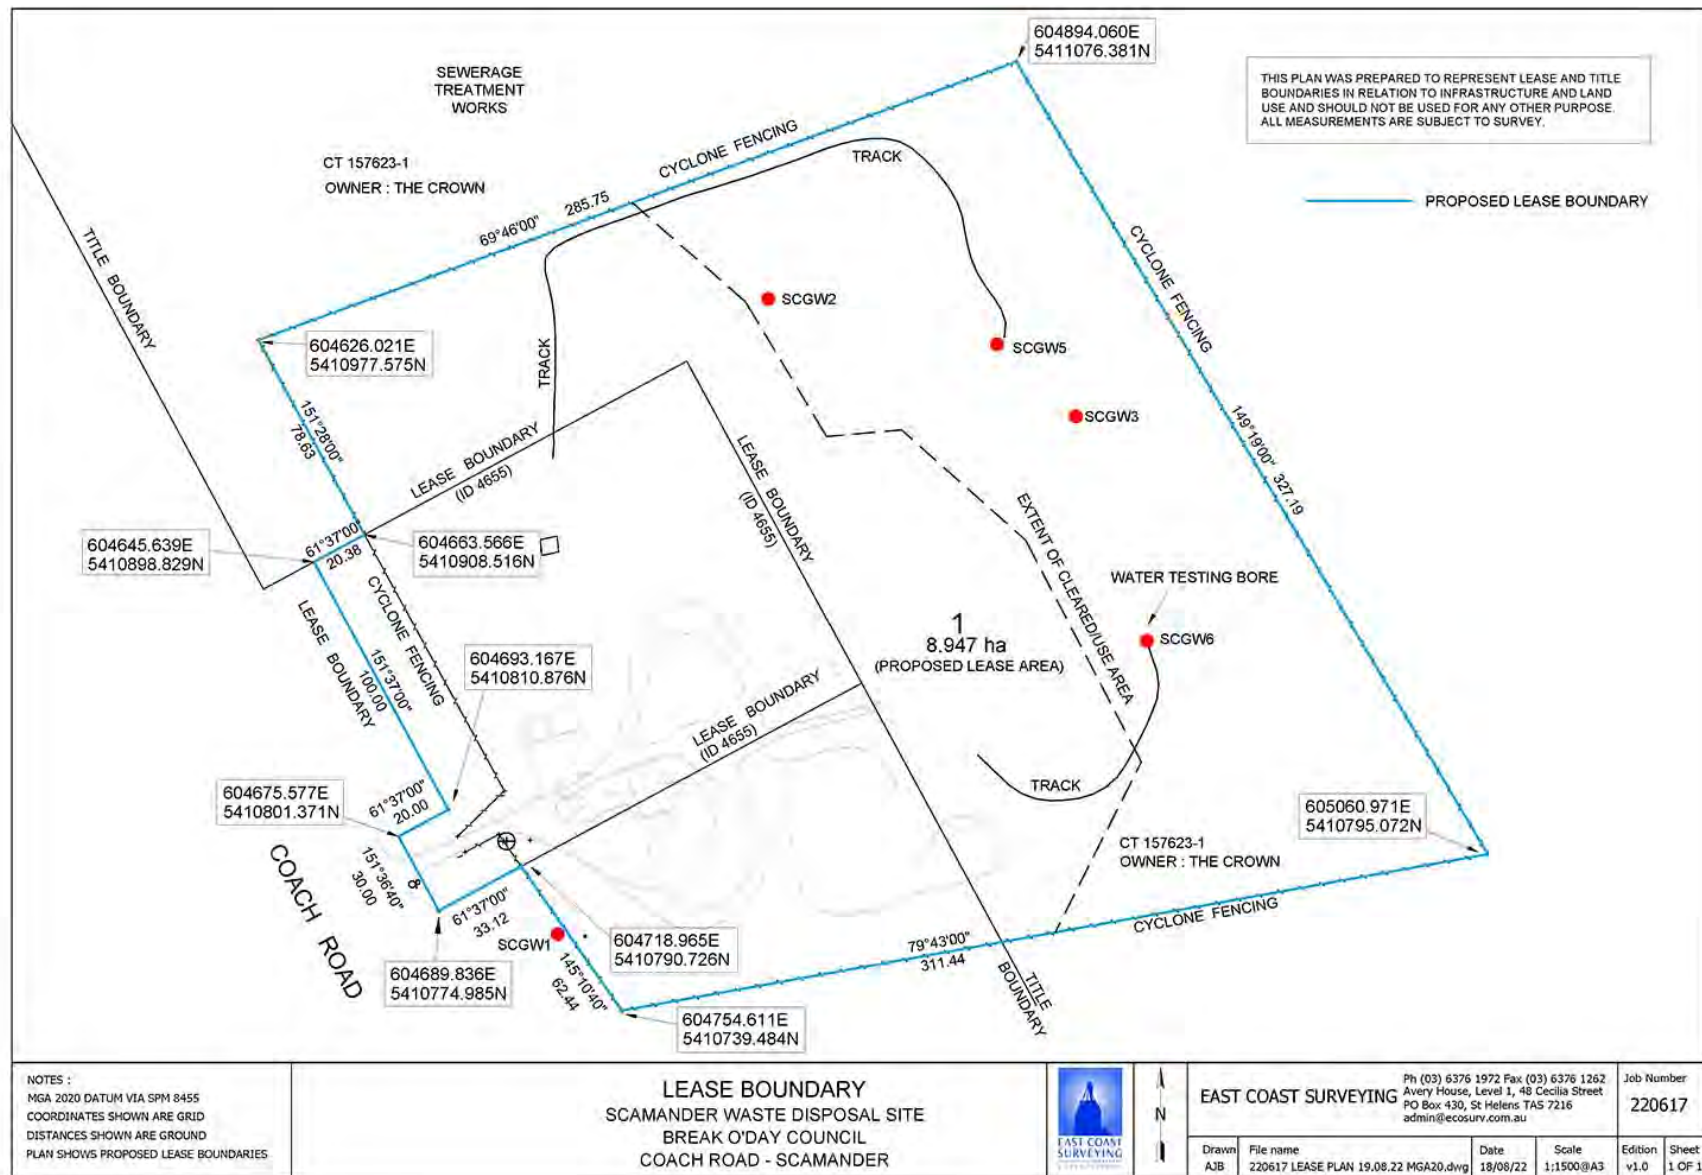 604894.060E
5411076.381N
SEWERAGE
TREATMENT
WORKS
THIS PLAN WAS PREPARED TO REPRESENT LEASE AND TITLE
BOUNDARIES IN RELATION TO INFRASTRUCTURE AND LAND
USE AND SHOULD NOT BE USED FOR ANY OTHER PURPOSE.
ALL MEASUREMENTS ARE SUBJECT TO SURVEY.
CYCLONE FENCING
TRACK
CT 157623-1
OWNER : THE CROWN
69°46'00" 285.75
PROPOSED LEASE BOUNDARY
TITLE BOUNDARY
CYCLONE FENCING
SCGW2
604626.021E
5410977.575N
TRACK
SCGW5
SCGW3
151°28'00"
78.63
LEASE BOUNDARY
(ID 4655)
LEASE BOUNDARY
(ID 4655)
149°19'00" 327.19
EXTENT OF CLEARED/USE AREA
604645.639E
5410898.829N
61°37'00"
20.38
604663.566E
5410908.516N
WATER TESTING BORE
SCGW6
CYCLONE FENCING
LEASE BOUNDARY
151°37'00"
100.00
1
8.947 ha
(PROPOSED LEASE AREA)
604693.167E
5410810.876N
LEASE BOUNDARY
(ID 4655)
TRACK
604675.577E
5410801.371N
61°37'00"
20.00
605060.971E
5410795.072N
COACH ROAD
151°36'40"
30.00
CT 157623-1
OWNER : THE CROWN
61°37'00"
33.12
CYCLONE FENCING
SCGW1
604718.965E
5410790.726N
79°43'00"
311.44
604689.836E
5410774.985N
145°10'40"
62.44
TITLE
BOUNDARY
604754.611E
5410739.484N
NOTES :
MGA 2020 DATUM VIA SPM 8455
COORDINATES SHOWN ARE GRID
DISTANCES SHOWN ARE GROUND
PLAN SHOWS PROPOSED LEASE BOUNDARIES
LEASE BOUNDARY
SCAMANDER WASTE DISPOSAL SITE
BREAK O'DAY COUNCIL
COACH ROAD - SCAMANDER
EAST COAST
SURVEYING
N
EAST COAST SURVEYING
Ph (03) 6376 1972 Fax (03) 6376 1262
Avery House, Level 1, 48 Cecilia Street
PO Box 430, St Helens TAS 7216
admin@ecosurv.com.au
Job Number
220617
Drawn
AJB
File name
220617 LEASE PLAN 19.08.22 MGA20.dwg
Date
18/08/22
Scale
1:1500@A3
Edition
v1.0
Sheet
1 OF 1